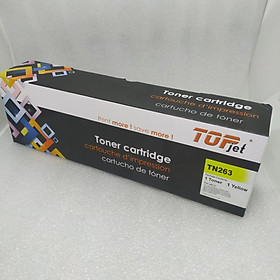 Print more ! save more !
Toner cartridge
cartouche d'impression
cartucho de toner
TOPJet
TN263
1 Toner 1 Yellow
Toner cartridge
cartouche d'impression
cartucho de toner